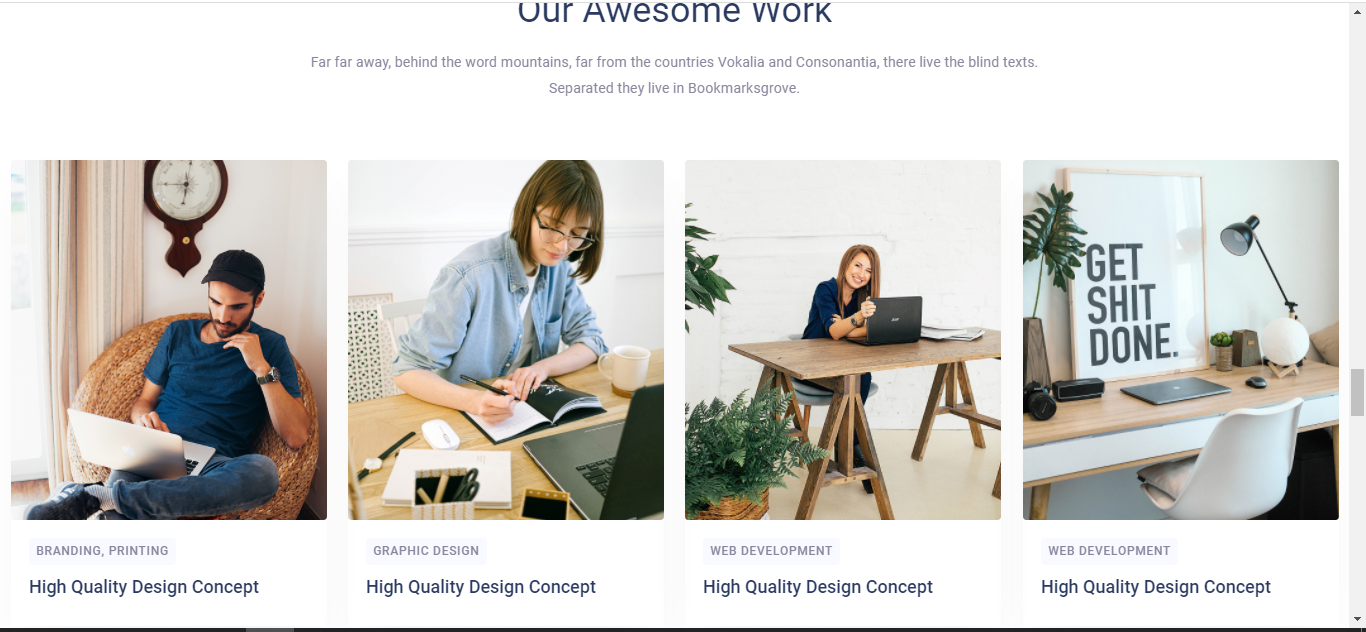 Our Awesome Work
Far far away, behind the word mountains, far from the countries Vokalia and Consonantia, there live the blind texts.
Separated they live in Bookmarksgrove.
acer
GET
SHIT
DONE.
BRANDING, PRINTING
GRAPHIC DESIGN
WEB DEVELOPMENT
WEB DEVELOPMENT
High Quality Design Concept
High Quality Design Concept
High Quality Design Concept
High Quality Design Concept